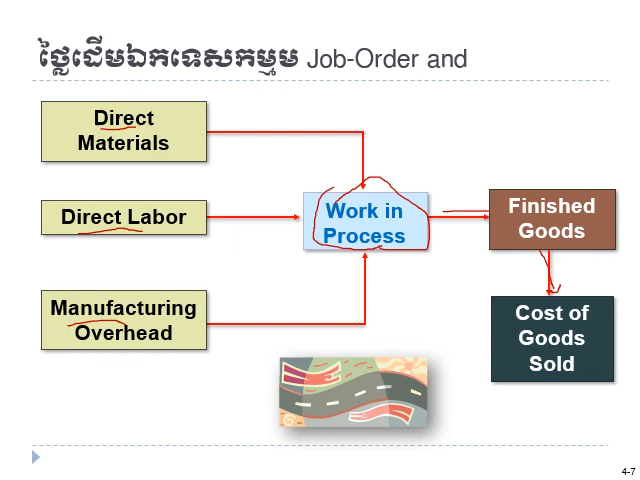 ថ្លៃដើមឯកទេសកម្មម Job-Order and
Direct
Materials
Direct Labor
Manufacturing
Overhead
Work in
Process
Finished
Goods
Cost of
Goods
Sold
4-7